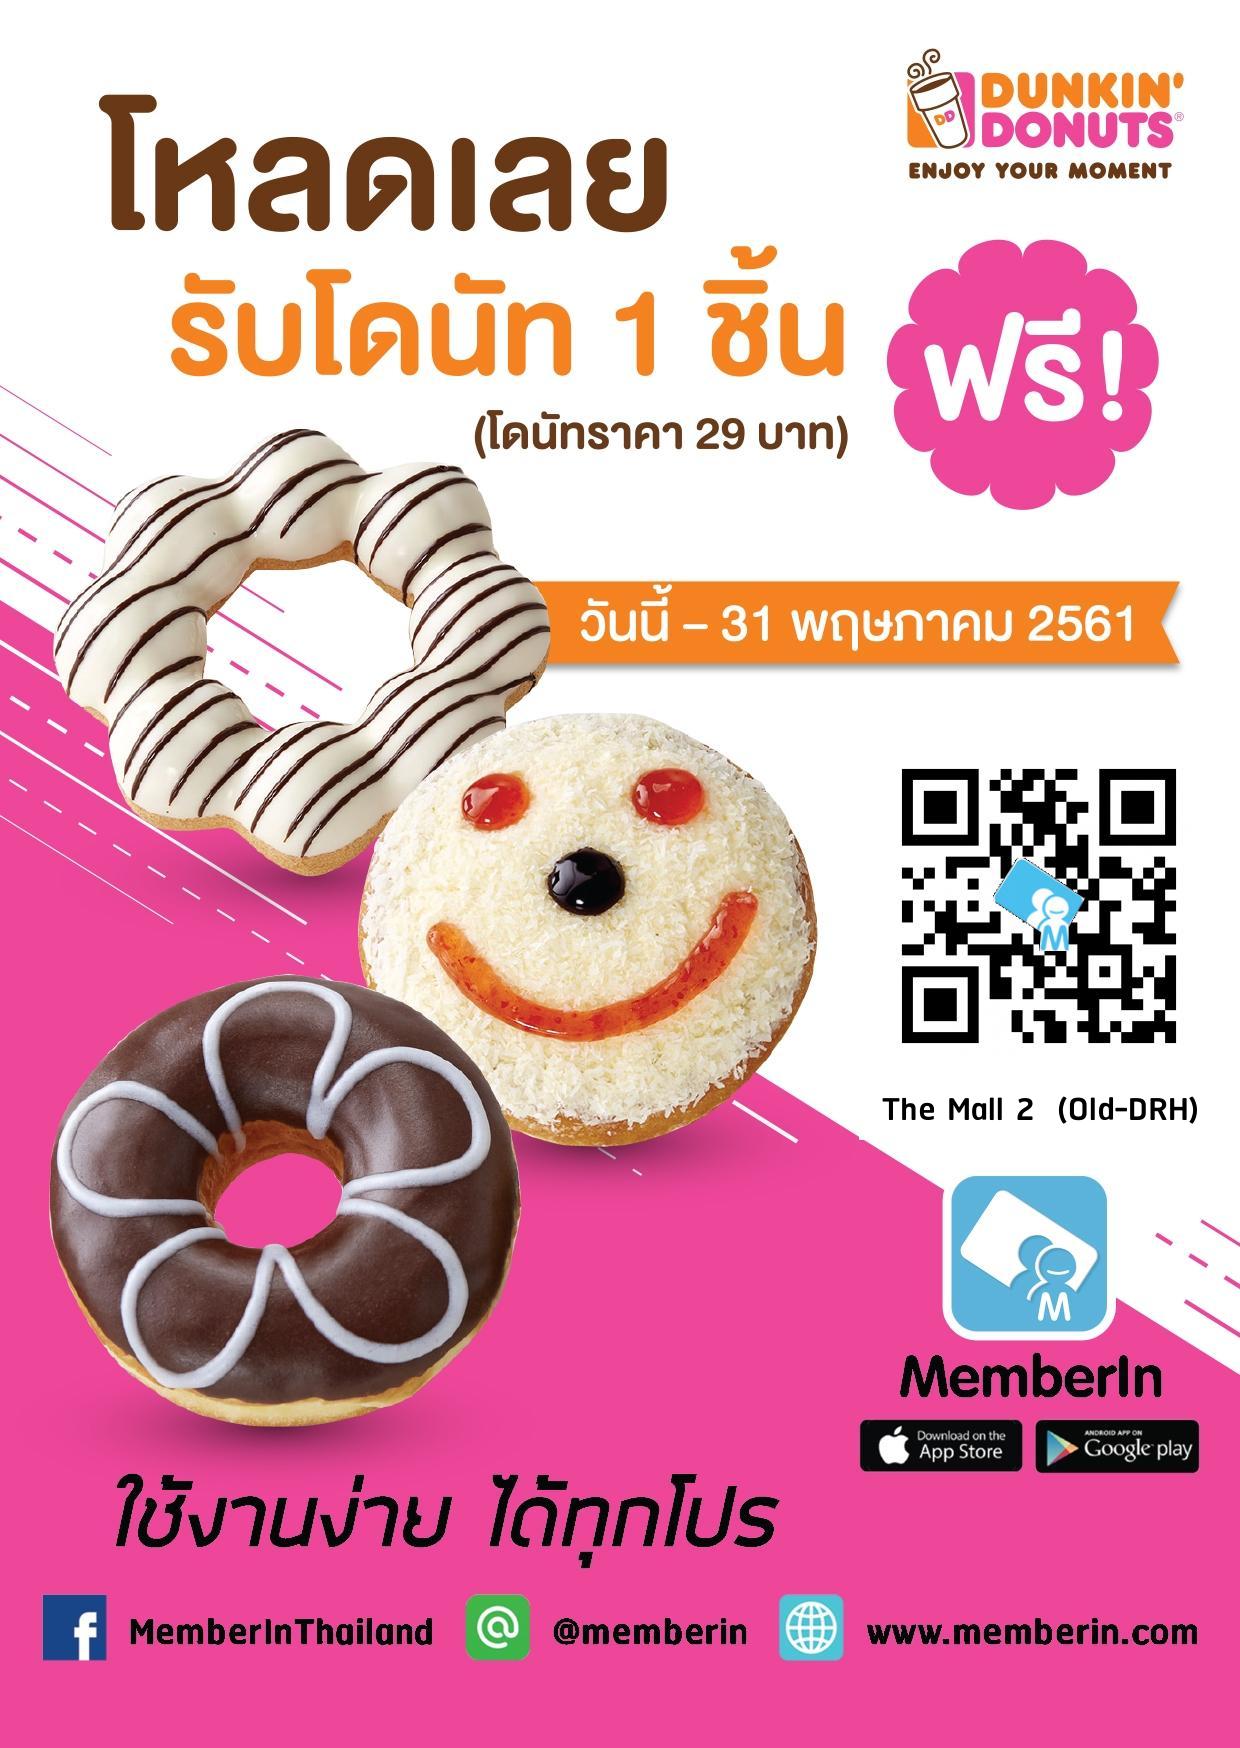 DUNKIN'
DONUTS®
ENJOY YOUR MOMENT
โหลดเลย
รับโดนัท 1 ชิ้น
ฟรี!
(โดนัทราคา 29 บาท)
วันนี้ – 31 พฤษภาคม 2561
M
The Mall 2 (Old-DRH)
M
MemberIn
Download on the
App Store
ANDROID APP ON
Google play
ใช้งานง่าย ได้ทุกโปร
f MemberInThailand @ @memberin www.memberin.com